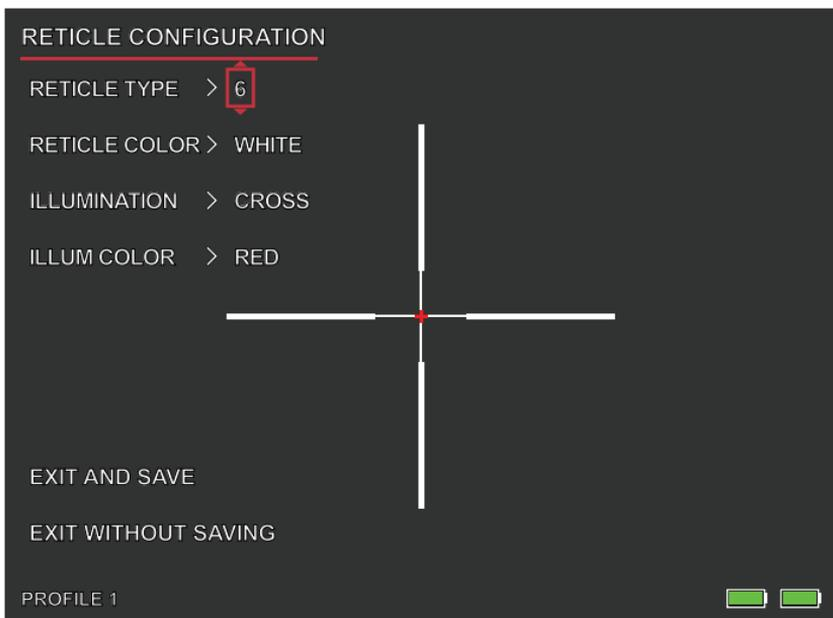 RETICLE CONFIGURATION
RETICLE TYPE > 6
RETICLE COLOR > WHITE
ILLUMINATION > CROSS
ILLUM COLOR > RED
EXIT AND SAVE
EXIT WITHOUT SAVING
PROFILE 1